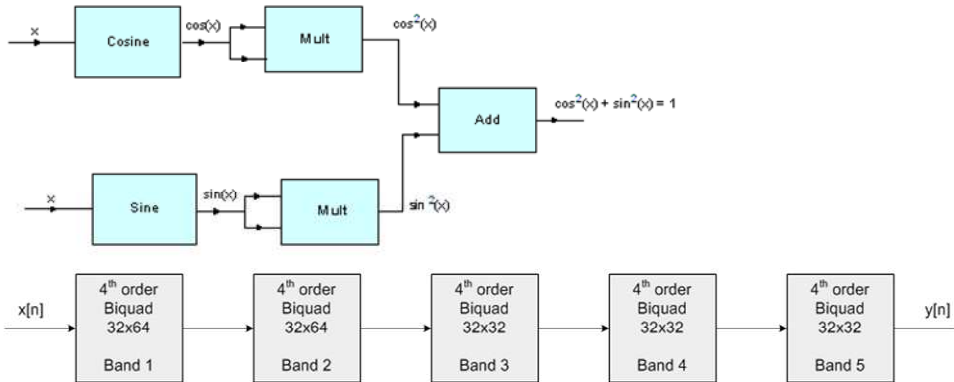 x
Cosine
cos(x)
Mult
cos²(x)
Add
cos²(x) + sin²(x) = 1
x
Sine
sin(x)
Mult
sin²(x)
x[n]
4th order
Biquad
32x64
Band 1
4th order
Biquad
32x64
Band 2
4th order
Biquad
32x32
Band 3
4th order
Biquad
32x32
Band 4
4th order
Biquad
32x32
Band 5
y[n]